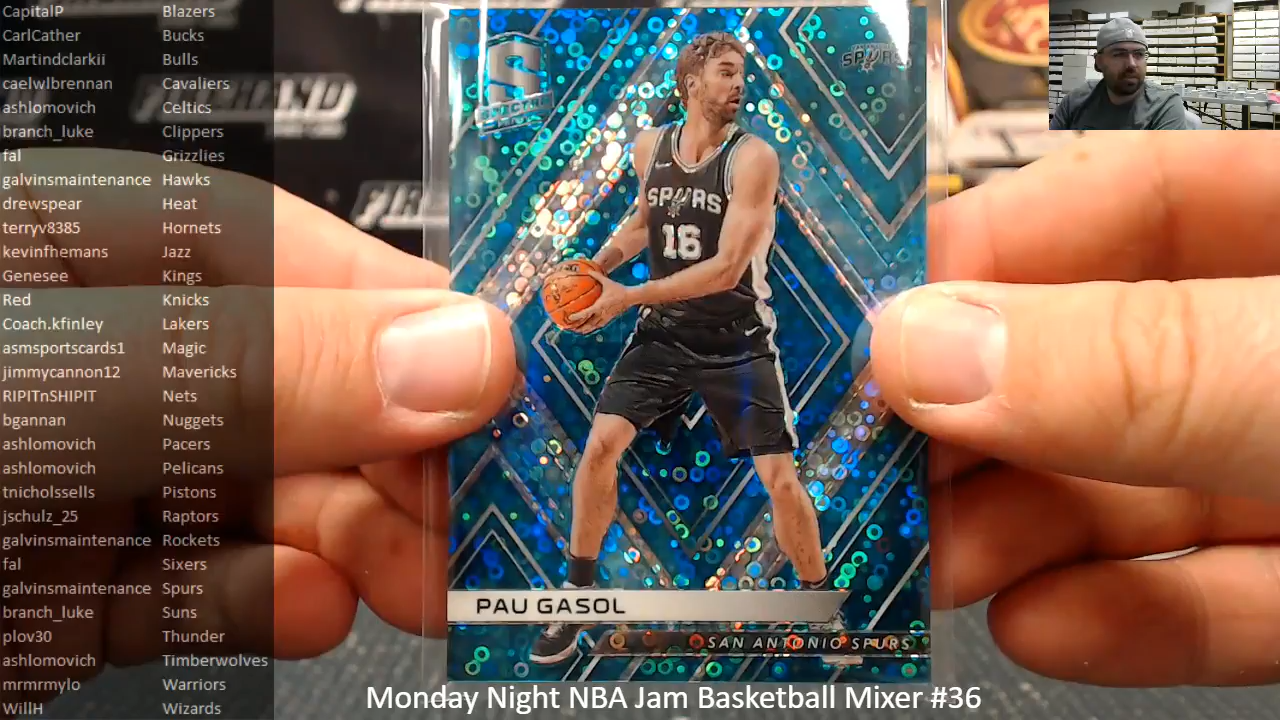 CapitalP Blazers
CarlCather Bucks
Martindclarkii Bulls
caelwlbrennan Cavaliers
ashlomovich Celtics
branch_luke Clippers
fal Grizzlies
galvinsmaintenance Hawks
drewspear Heat
terryv8385 Hornets
kevinfhemans Jazz
Genesee Kings
Red Knicks
Coach.kfinley Lakers
asmsportscards1 Magic
jimmycannon12 Mavericks
RIPITnSHIPIT Nets
bgannan Nuggets
ashlomovich Pacers
ashlomovich Pelicans
tnicholssells Pistons
jschulz_25 Raptors
galvinsmaintenance Rockets
fal Sixers
galvinsmaintenance Spurs
branch_luke Suns
plov30 Thunder
ashlomovich Timberwolves
mrmrmylo Warriors
WillH Wizards
SPURS
SPURS
16
PAU GASOL
SAN ANTONIO SPURS
Monday Night NBA Jam Basketball Mixer #36